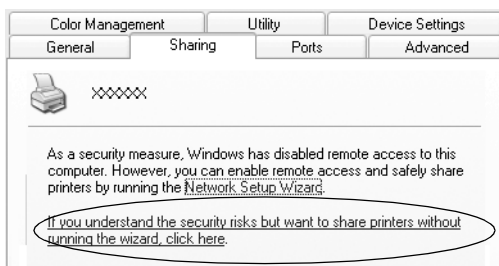 Color Management Utility Device Settings
General Sharing Ports Advanced
XXXXXX
As a security measure, Windows has disabled remote access to this
computer. However, you can enable remote access and safely share
printers by running the Network Setup Wizard.
If you understand the security risks but want to share printers without
running the wizard, click here.